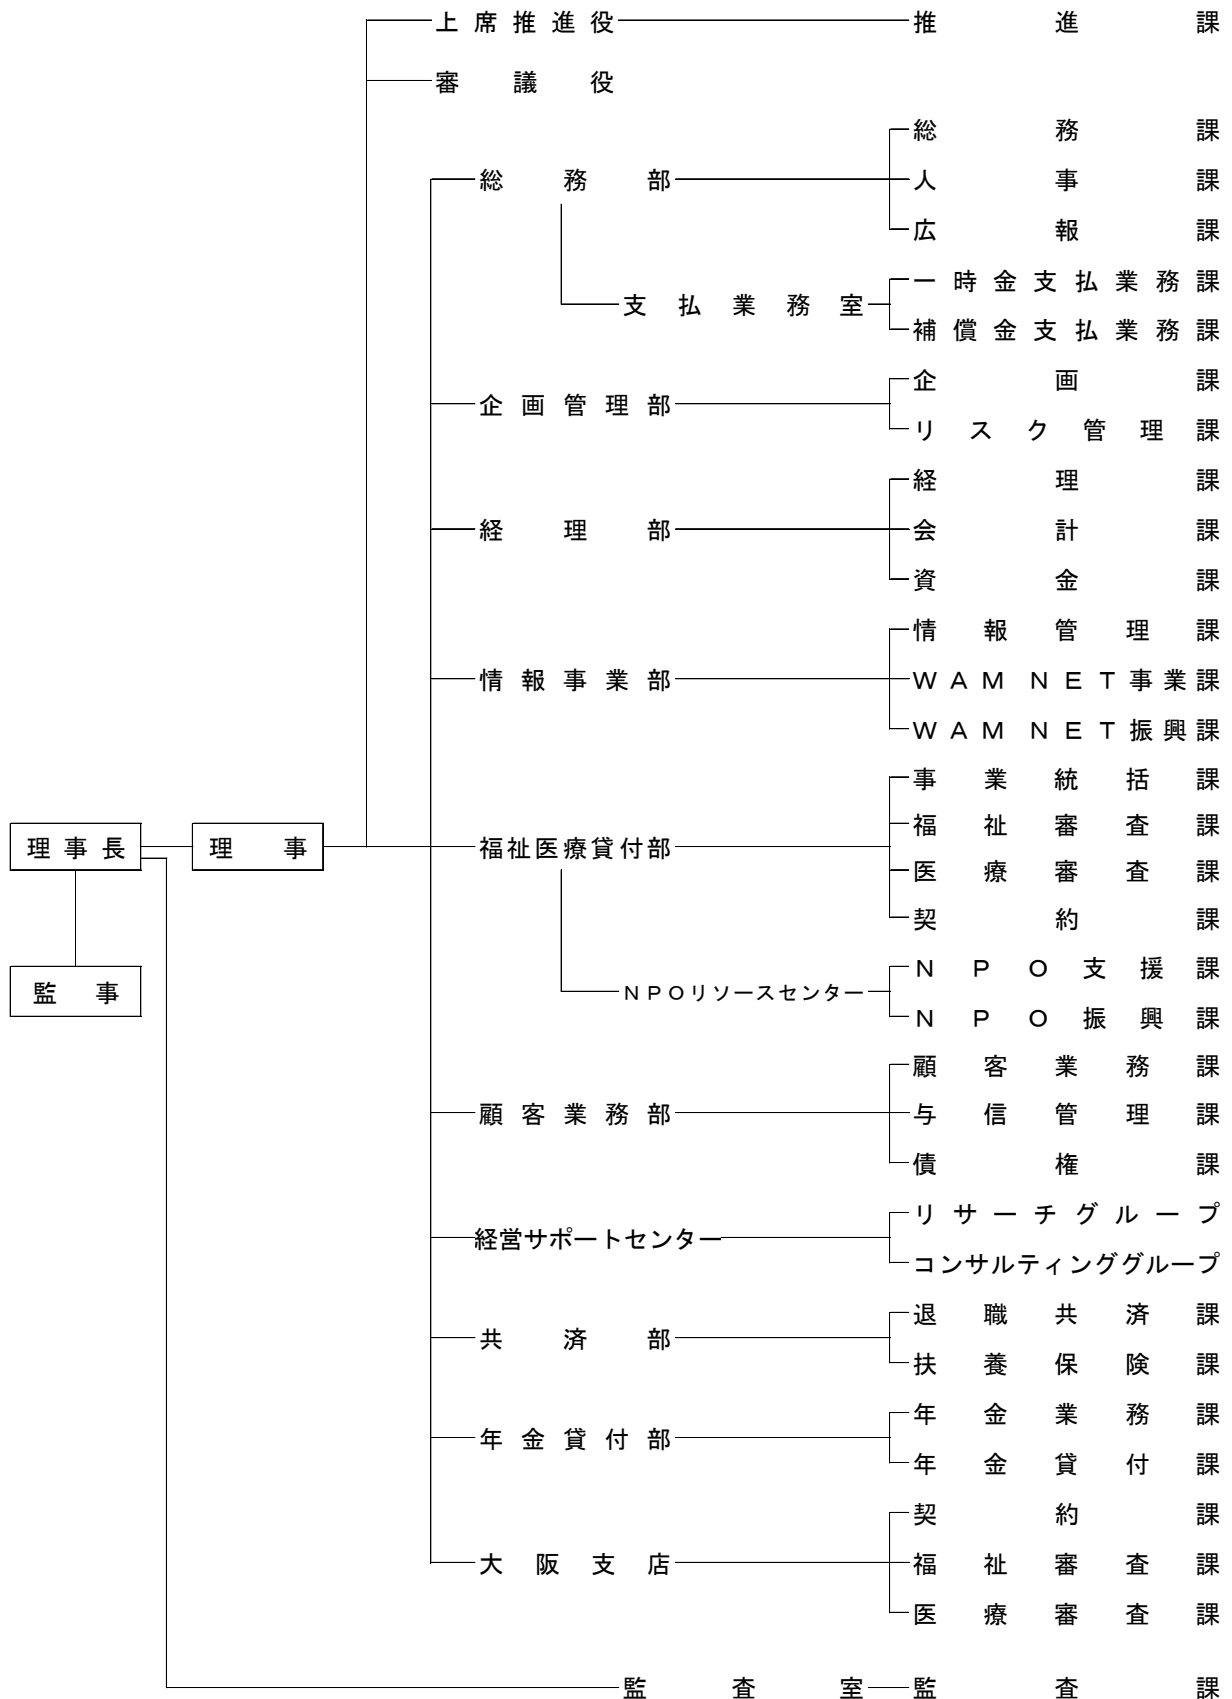 上席推進役 推進課
審議役
総務課
総務部 人事課
広報課
一時金支払業務課
支払業務室
補償金支払業務課
企画課
企画管理部
リスク管理課
経理課
経理部 会計課
資金課
情報管理課
情報事業部 WAM NET事業課
WAM NET振興課
事業統括課
福祉審査課
理事長 理事 福祉医療貸付部
医療審査課
契約課
NPO支援課
監事 NPOリソースセンター
NPO振興課
顧客業務課
顧客業務部 与信管理課
債権課
リサーチグループ
経営サポートセンター
コンサルティンググループ
退職共済課
共済部
扶養保険課
年金業務課
年金貸付部
年金貸付課
契約課
大阪支店 福祉審査課
医療審査課
監査室 監査課